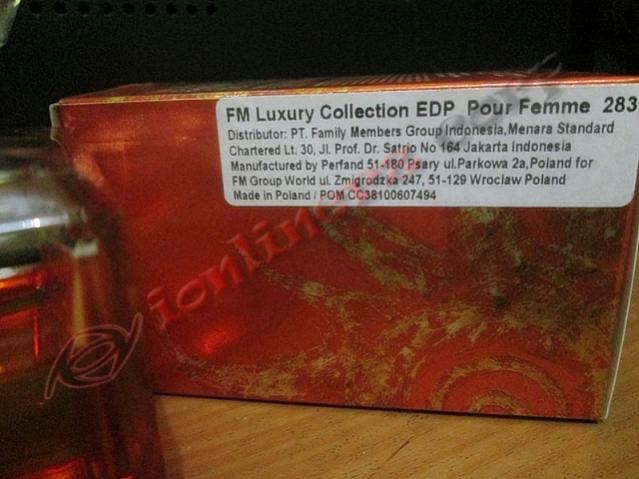 FM Luxury Collection EDP Pour Femme 283
Distributor: PT. Family Members Group Indonesia,Menara Standard
Chartered Lt. 30, Jl. Prof. Dr. Satrio No 164 Jakarta Indonesia
Manufactured by Perfand 51-180 Psary ul.Parkowa 2a,Poland for
FM Group World ul. Zmigrodzka 247, 51-129 Wroclaw Poland
Made in Poland / POM CC38100607494